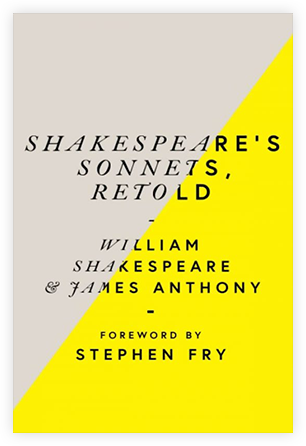 SHAKESPEARE'S
SONNETS,
RETOLD
-
WILLIAM
SHAKESPEARE
& JAMES ANTHONY
-
FOREWORD BY
STEPHEN FRY